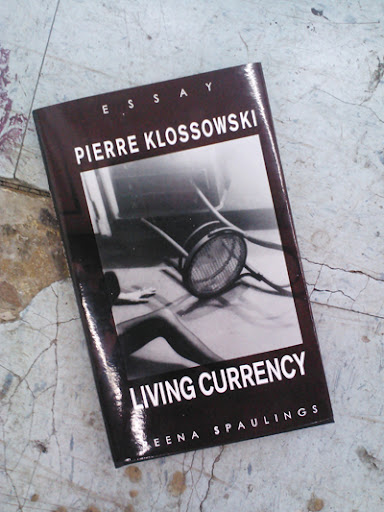 ESSAY
PIERRE KLOSSOWSKI
LIVING CURRENCY
REENA SPAULINGS